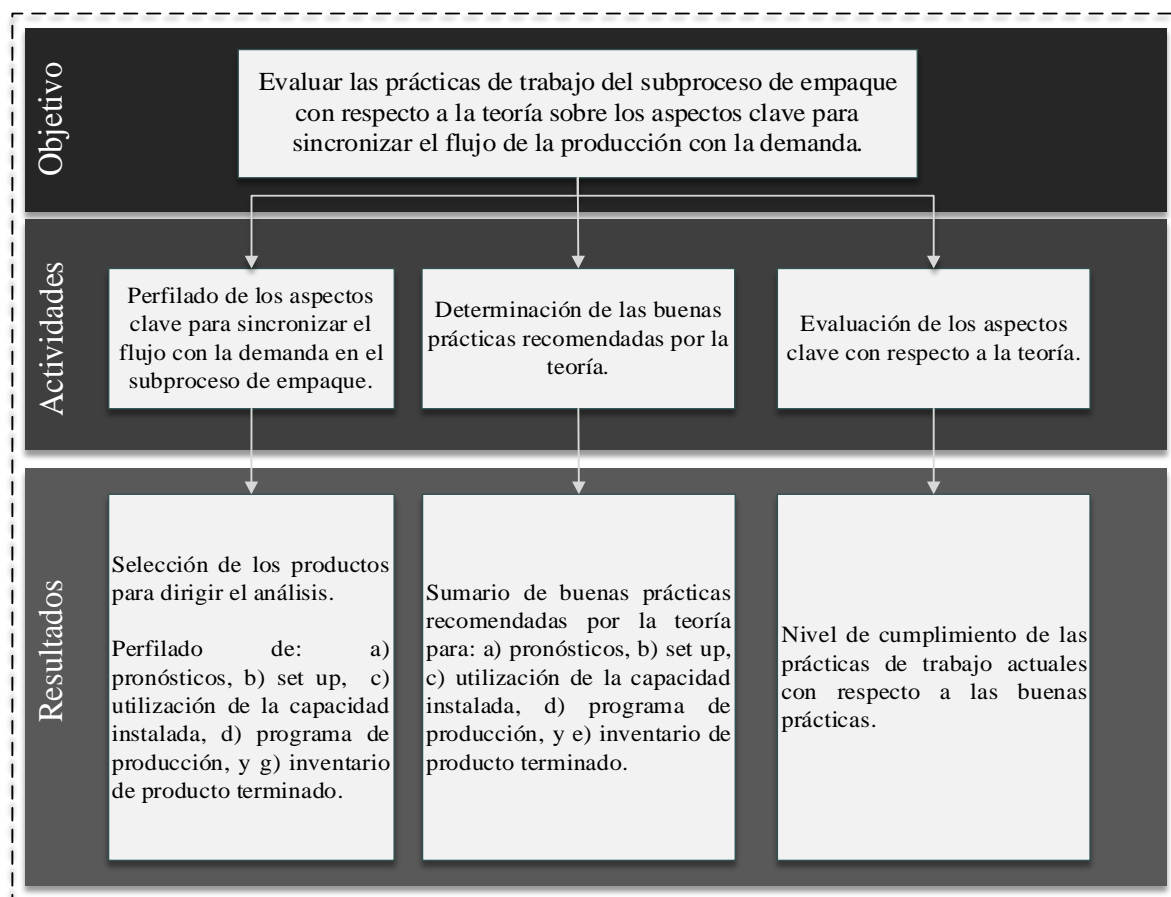 Objetivo
Evaluar las prácticas de trabajo del subproceso de empaque
con respecto a la teoría sobre los aspectos clave para
sincronizar el flujo de la producción con la demanda.
Actividades
Perfilado de los aspectos
clave para sincronizar el
flujo con la demanda en el
subproceso de empaque.
Determinación de las buenas
prácticas recomendadas por la
teoría.
Evaluación de los aspectos
clave con respecto a la teoría.
Resultados
Selección de los productos
para dirigir el análisis.
Perfilado de: a)
pronósticos, b) set up, c)
utilización de la capacidad
instalada, d) programa de
producción, y g) inventario
de producto terminado.
Sumario de buenas prácticas
recomendadas por la teoría
para: a) pronósticos, b) set up,
c) utilización de la capacidad
instalada, d) programa de
producción, y e) inventario de
producto terminado.
Nivel de cumplimiento de las
prácticas de trabajo actuales
con respecto a las buenas
prácticas.